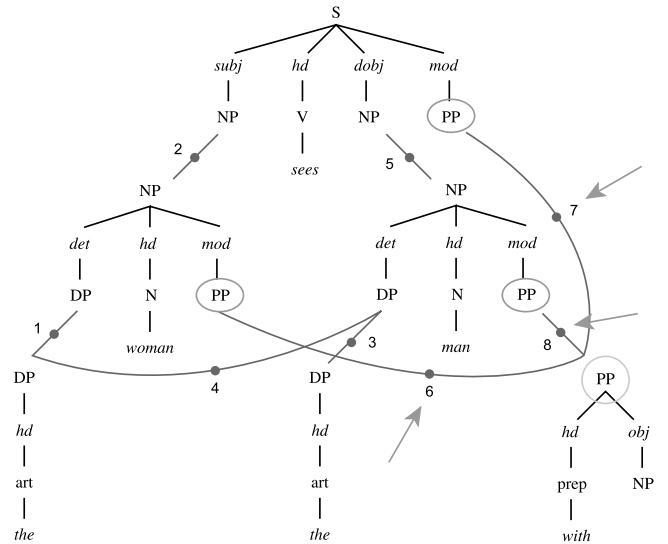 S
subj hd dobj mod
NP V NP PP
2 sees 5
NP NP 7
det hd mod det hd mod
DP N PP DP N PP
1 woman 3 man 8
4 6
DP DP PP
hd hd hd obj
art art prep NP
the the with